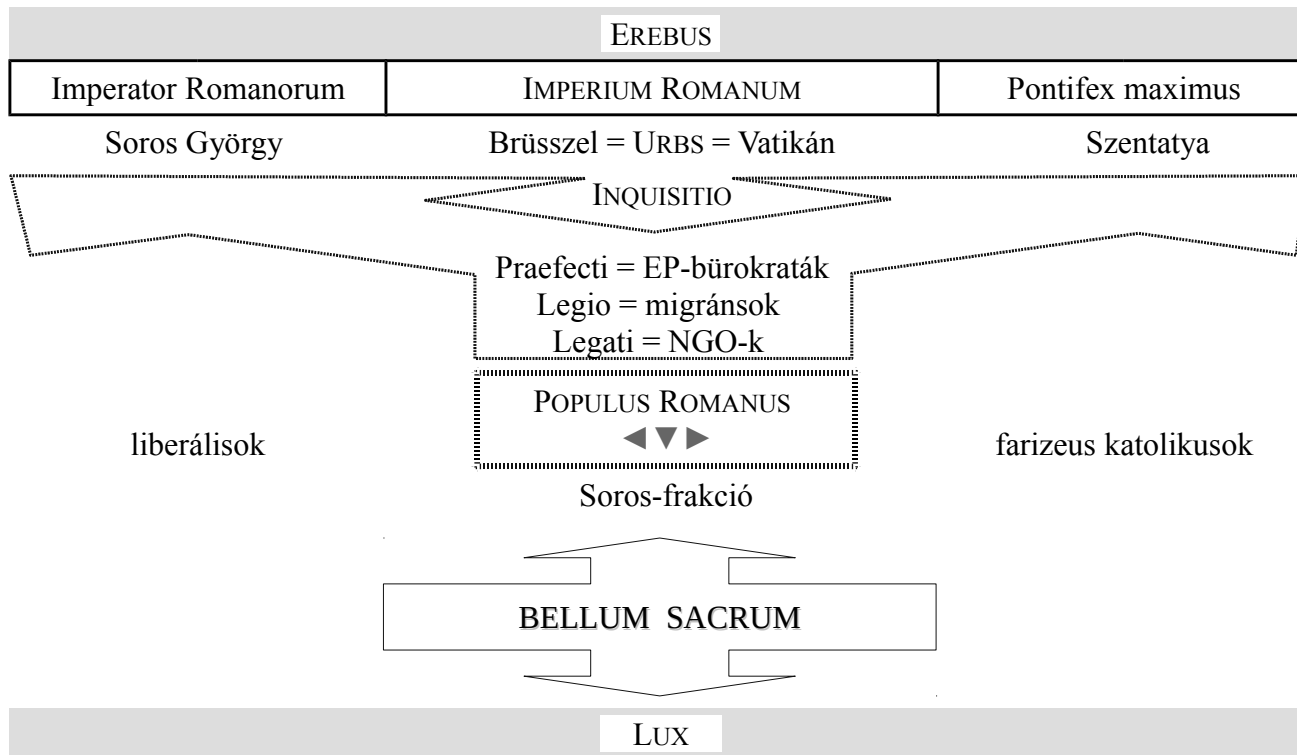 EREBUS
Imperator Romanorum IMPERIUM ROMANUM Pontifex maximus
Soros György Brüsszel = URBS = Vatikán Szentatya
INQUISITIO
Praefecti = EP-bürokraták
Legio = migránsok
Legati = NGO-k
POPULUS ROMANUS
◄▼►
liberálisok farizeus katolikusok
Soros-frakció
BELLUM SACRUM
LUX